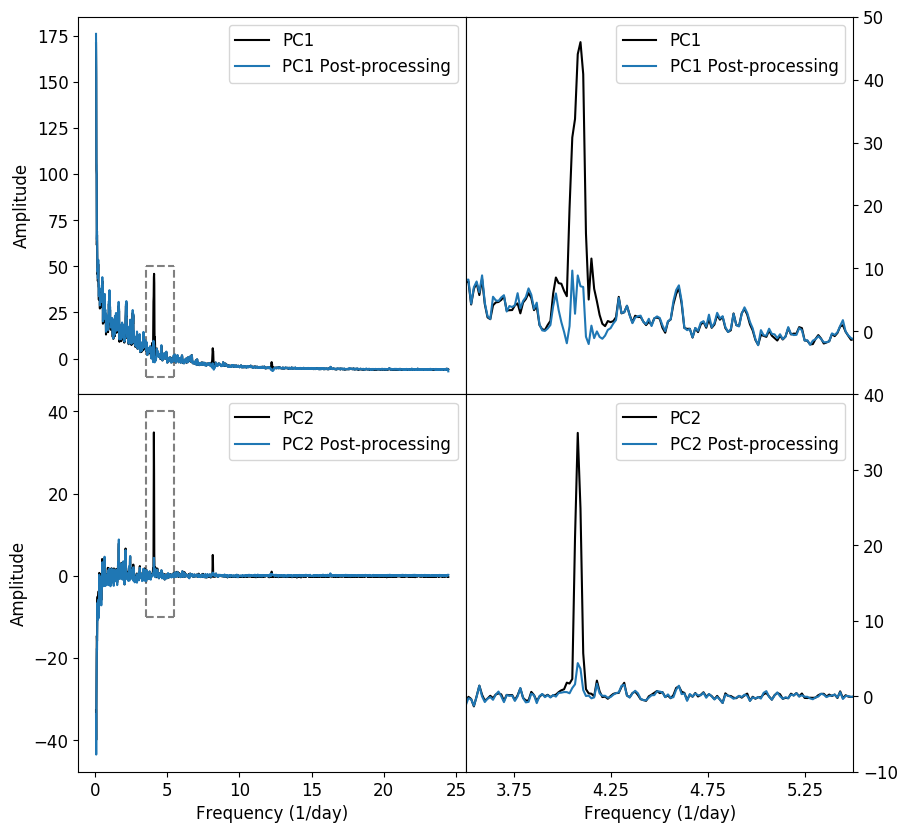 PC1
PC1 Post-processing
PC1
PC1 Post-processing
Amplitude
175
150
125
100
75
50
25
0
50
40
30
20
10
0
PC2
PC2 Post-processing
PC2
PC2 Post-processing
Amplitude
40
20
0
−20
−40
40
30
20
10
0
−10
0 5 10 15 20 25
3.75 4.25 4.75 5.25
Frequency (1/day)
Frequency (1/day)